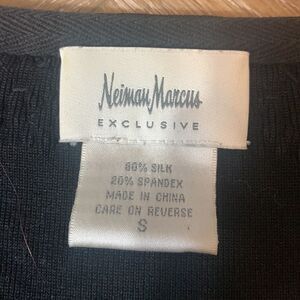 Neiman Marcus
EXCLUSIVE
80% SILK
20% SPANDEX
MADE IN CHINA
CARE ON REVERSE
S